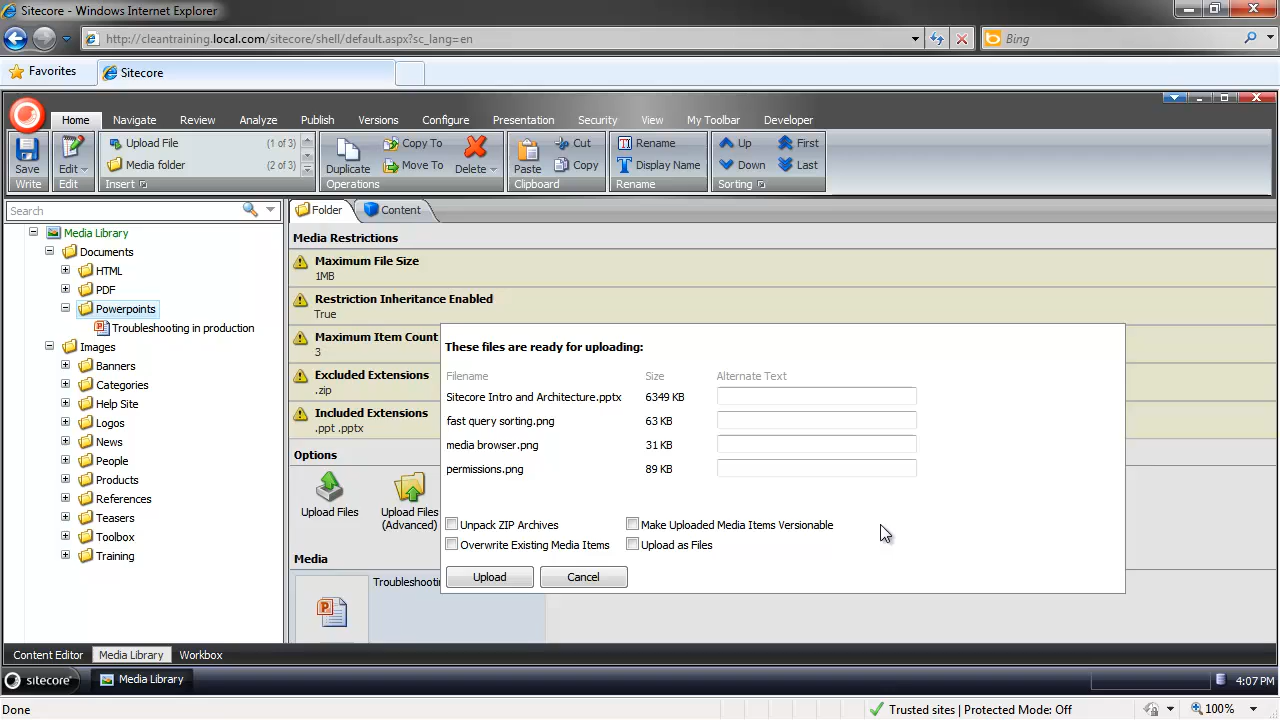 Sitecore - Windows Internet Explorer
http://cleantraining.local.com/sitecore/shell/default.aspx?sc_lang=en
Bing
Favorites
Sitecore
Home Navigate Review Analyze Publish Versions Configure Presentation Security View My Toolbar Developer
Save
Write
Edit
Edit
Upload File (1 of 3)
Media folder (2 of 3)
Insert
Duplicate
Copy To
Move To
Delete
Operations
Paste
Cut
Copy
Clipboard
Rename
Display Name
Rename
Up
Down
First
Last
Sorting
Search
Media Library
Documents
HTML
PDF
Powerpoints
Troubleshooting in production
Images
Banners
Categories
Help Site
Logos
News
People
Products
References
Teasers
Toolbox
Training
Folder
Content
Media Restrictions
Maximum File Size
1MB
Restriction Inheritance Enabled
True
Maximum Item Count
3
Excluded Extensions
.zip
Included Extensions
.ppt .pptx
Options
Upload Files
Upload Files
(Advanced)
Media
Troubleshooti
These files are ready for uploading:
Filename Size Alternate Text
Sitecore Intro and Architecture.pptx 6349 KB
fast query sorting.png 63 KB
media browser.png 31 KB
permissions.png 89 KB
Unpack ZIP Archives
Make Uploaded Media Items Versionable
Overwrite Existing Media Items
Upload as Files
Upload
Cancel
Content Editor Media Library Workbox
sitecore
Media Library
4:07 PM
Done
Trusted sites | Protected Mode: Off
100%